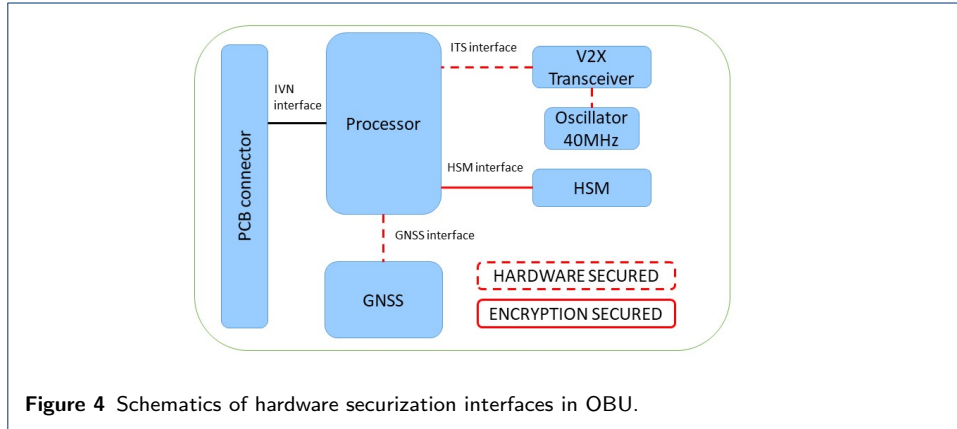 ITS interface
V2X
Transceiver
IVN
interface
Processor
Oscillator
40MHz
PCB connector
HSM interface
HSM
GNSS interface
GNSS
HARDWARE SECURED
ENCRYPTION SECURED
Figure 4 Schematics of hardware securization interfaces in OBU.